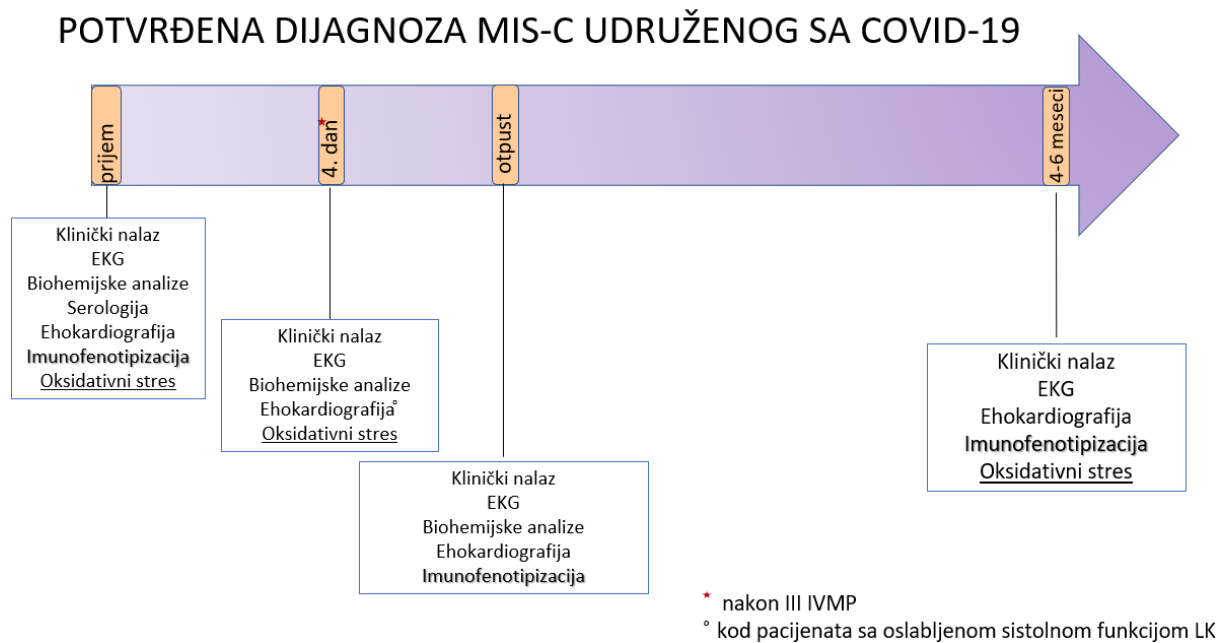 POTVRĐENA DIJAGNOZA MIS-C UDRUŽENOG SA COVID-19
prijem
4. dan*
otpust
4-6 meseci
Klinički nalaz
EKG
Biohemijske analize
Serologija
Ehokardiografija
Imunofenotipizacija
Oksidativni stres
Klinički nalaz
EKG
Biohemijske analize
Ehokardiografija°
Oksidativni stres
Klinički nalaz
EKG
Biohemijske analize
Ehokardiografija
Imunofenotipizacija
Klinički nalaz
EKG
Ehokardiografija
Imunofenotipizacija
Oksidativni stres
* nakon III IVMP
° kod pacijenata sa oslabljenom sistolnom funkcijom LK